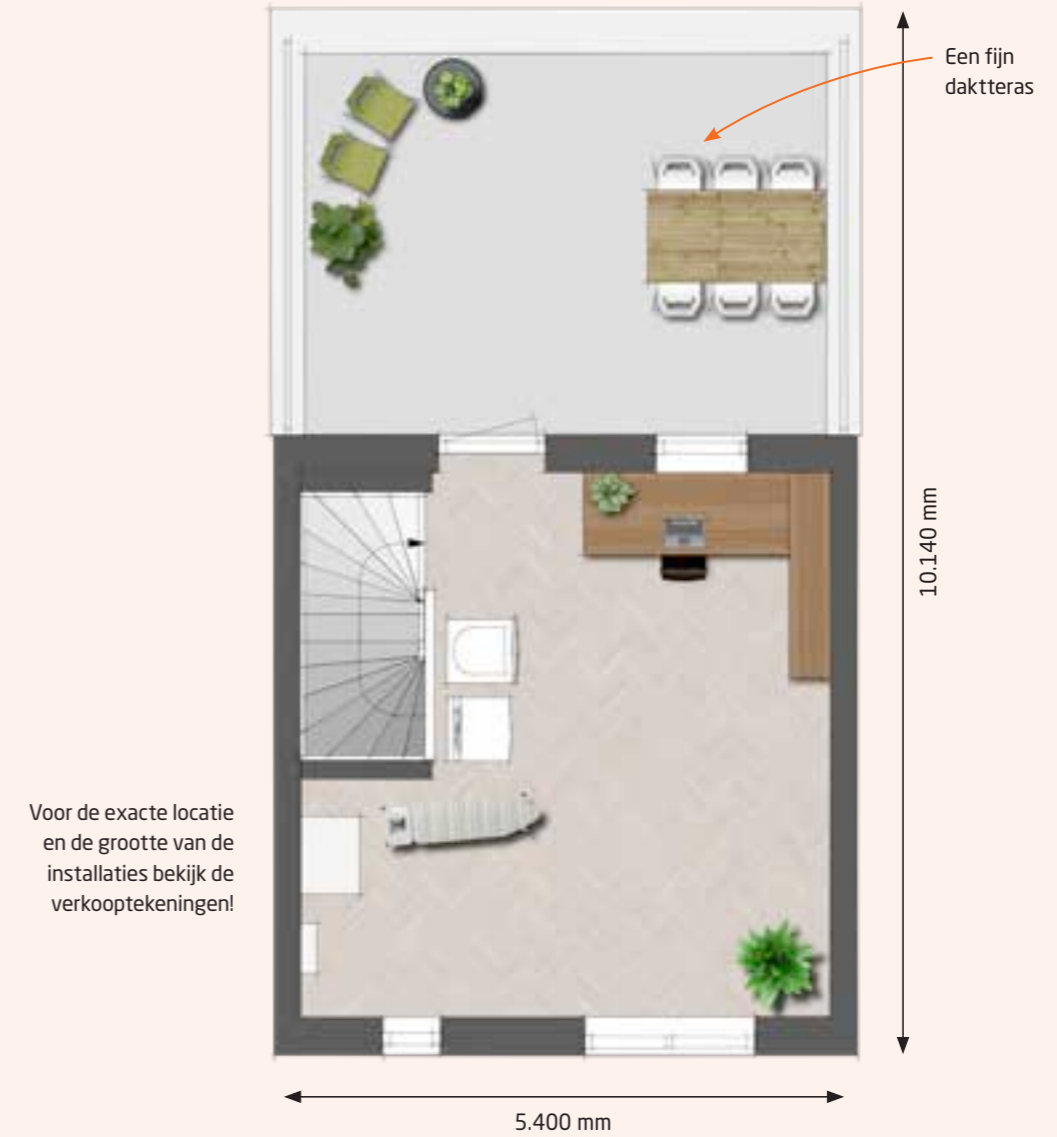 Een fijn
dakterras
10.140 mm
Voor de exacte locatie
en de grootte van de
installaties bekijk de
verkooptekeningen!
5.400 mm